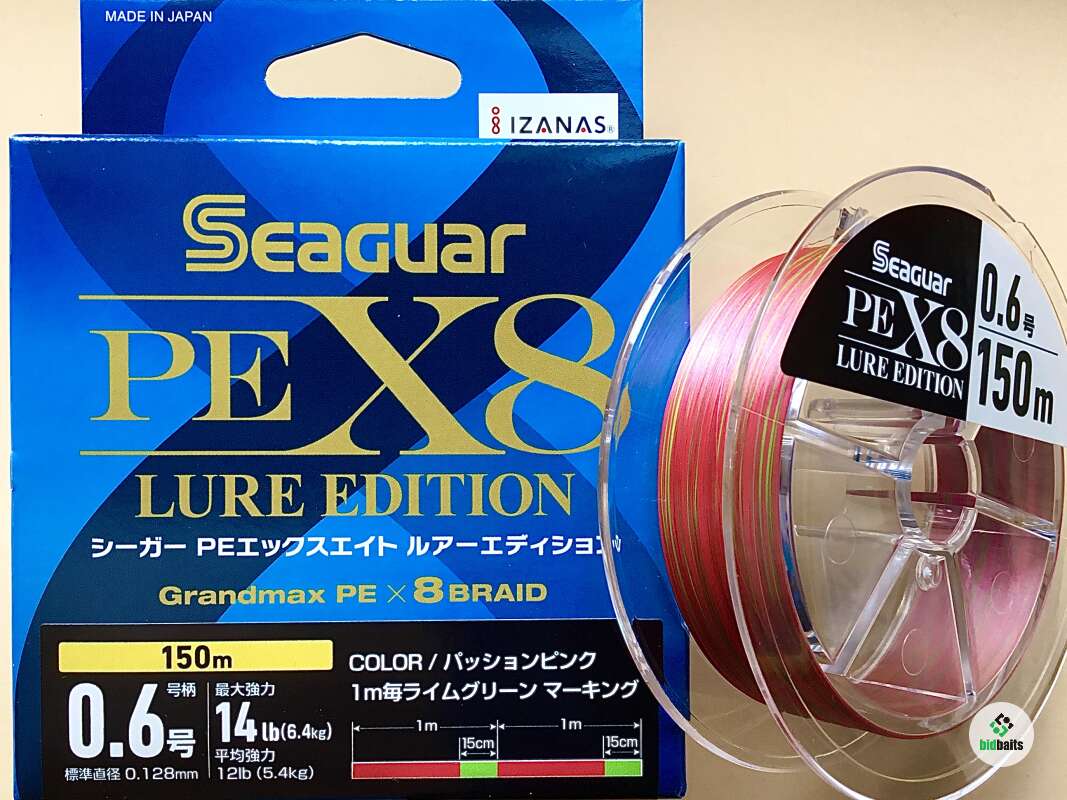 MADE IN JAPAN
IZANAS®
Seaguar
PE X8
LURE EDITION
シーガー PEエックスエイト ルアーエディション
Grandmax PE × 8 BRAID
150m
0.6号
号柄
標準直径 0.128mm
最大強力
14lb(6.4kg)
平均強力
12lb (5.4kg)
COLOR / パッションピンク
1m毎ライムグリーン マーキング
1m 1m
15cm 15cm
Seaguar
PE X8
LURE EDITION
0.6号
150m
bidbaits